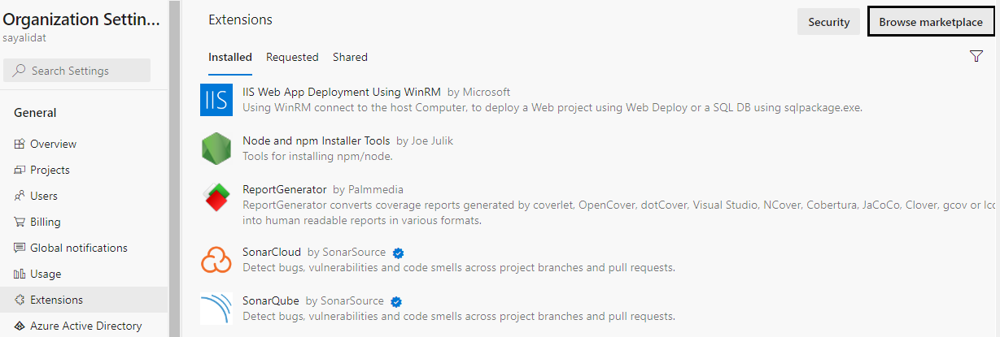 Organization Settin...
sayalidat
Search Settings
General
Overview
Projects
Users
Billing
Global notifications
Usage
Extensions
Azure Active Directory
Extensions
Security
Browse marketplace
Installed Requested Shared
IIS
IIS Web App Deployment Using WinRM by Microsoft
Using WinRM connect to the host Computer, to deploy a Web project using Web Deploy or a SQL DB using sqlpackage.exe.
Node and npm Installer Tools by Joe Julik
Tools for installing npm/node.
ReportGenerator by Palmmedia
ReportGenerator converts coverage reports generated by coverlet, OpenCover, dotCover, Visual Studio, NCover, Cobertura, JaCoCo, Clover, gcov or lco
into human readable reports in various formats.
SonarCloud by SonarSource
Detect bugs, vulnerabilities and code smells across project branches and pull requests.
SonarQube by SonarSource
Detect bugs, vulnerabilities and code smells across project branches and pull requests.